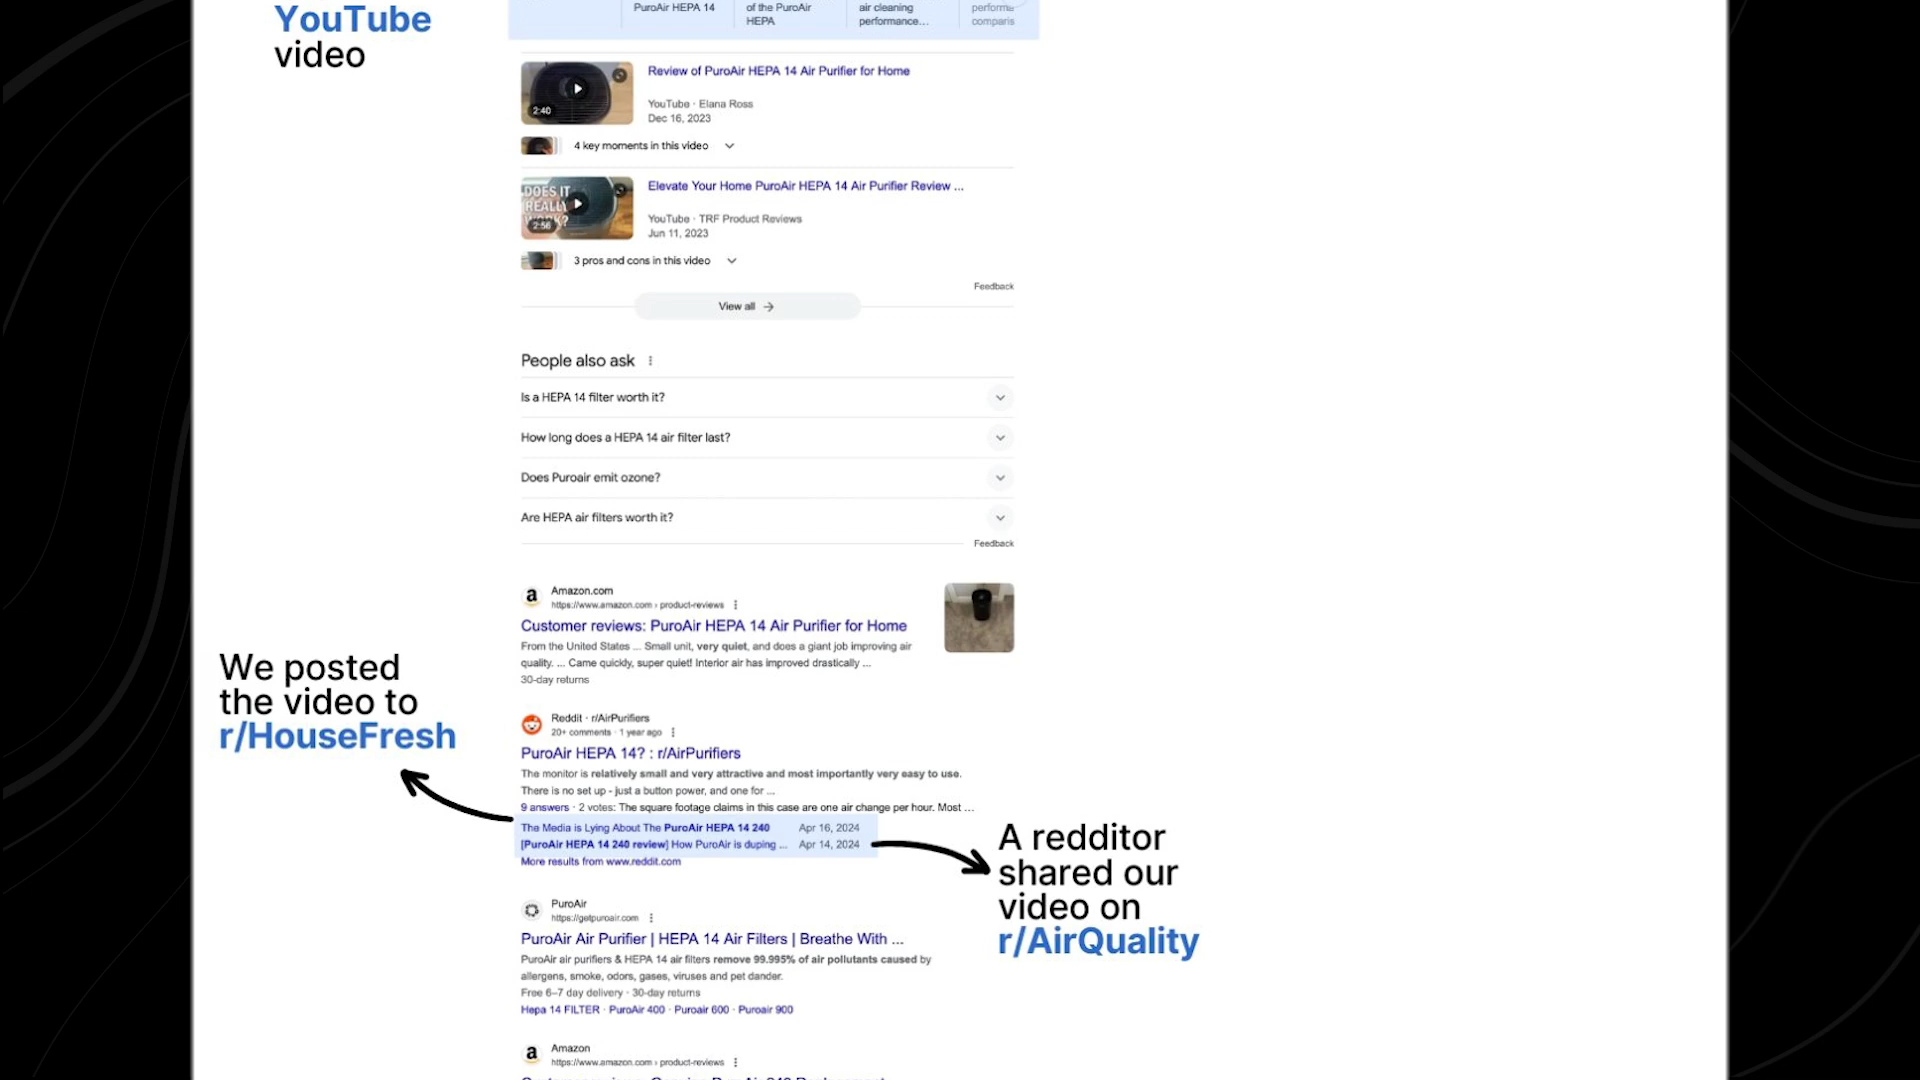 YouTube
video
PuroAir HEPA 14
of the PuroAir
HEPA
air cleaning
performance...
performa
comparis
Review of PuroAir HEPA 14 Air Purifier for Home
YouTube · Elana Ross
Dec 16, 2023
2:40
4 key moments in this video
Elevate Your Home PuroAir HEPA 14 Air Purifier Review ...
DOES IT
REALLY
WORK?
YouTube · TRF Product Reviews
2:56
Jun 11, 2023
3 pros and cons in this video
Feedback
View all →
People also ask
Is a HEPA 14 filter worth it?
How long does a HEPA 14 air filter last?
Does Puroair emit ozone?
Are HEPA air filters worth it?
Feedback
Amazon.com
https://www.amazon.com › product-reviews
Customer reviews: PuroAir HEPA 14 Air Purifier for Home
From the United States ... Small unit, very quiet, and does a giant job improving air
quality. ... Came quickly, super quiet! Interior air has improved drastically ...
30-day returns
We posted
the video to
r/HouseFresh
Reddit · r/AirPurifiers
20+ comments · 1 year ago
PuroAir HEPA 14? : r/AirPurifiers
The monitor is relatively small and very attractive and most importantly very easy to use.
There is no set up - just a button power, and one for ...
9 answers · 2 votes: The square footage claims in this case are one air change per hour. Most ...
The Media is Lying About The PuroAir HEPA 14 240 Apr 16, 2024
[PuroAir HEPA 14 240 review] How PuroAir is duping ... Apr 14, 2024
More results from www.reddit.com
A redditor
shared our
video on
r/AirQuality
PuroAir
https://getpuroair.com
PuroAir Air Purifier | HEPA 14 Air Filters | Breathe With ...
PuroAir air purifiers & HEPA 14 air filters remove 99.995% of air pollutants caused by
allergens, smoke, odors, gases, viruses and pet dander.
Free 6–7 day delivery · 30-day returns
Hepa 14 FILTER · PuroAir 400 · Puroair 600 · Puroair 900
a Amazon
https://www.amazon.com › product-reviews